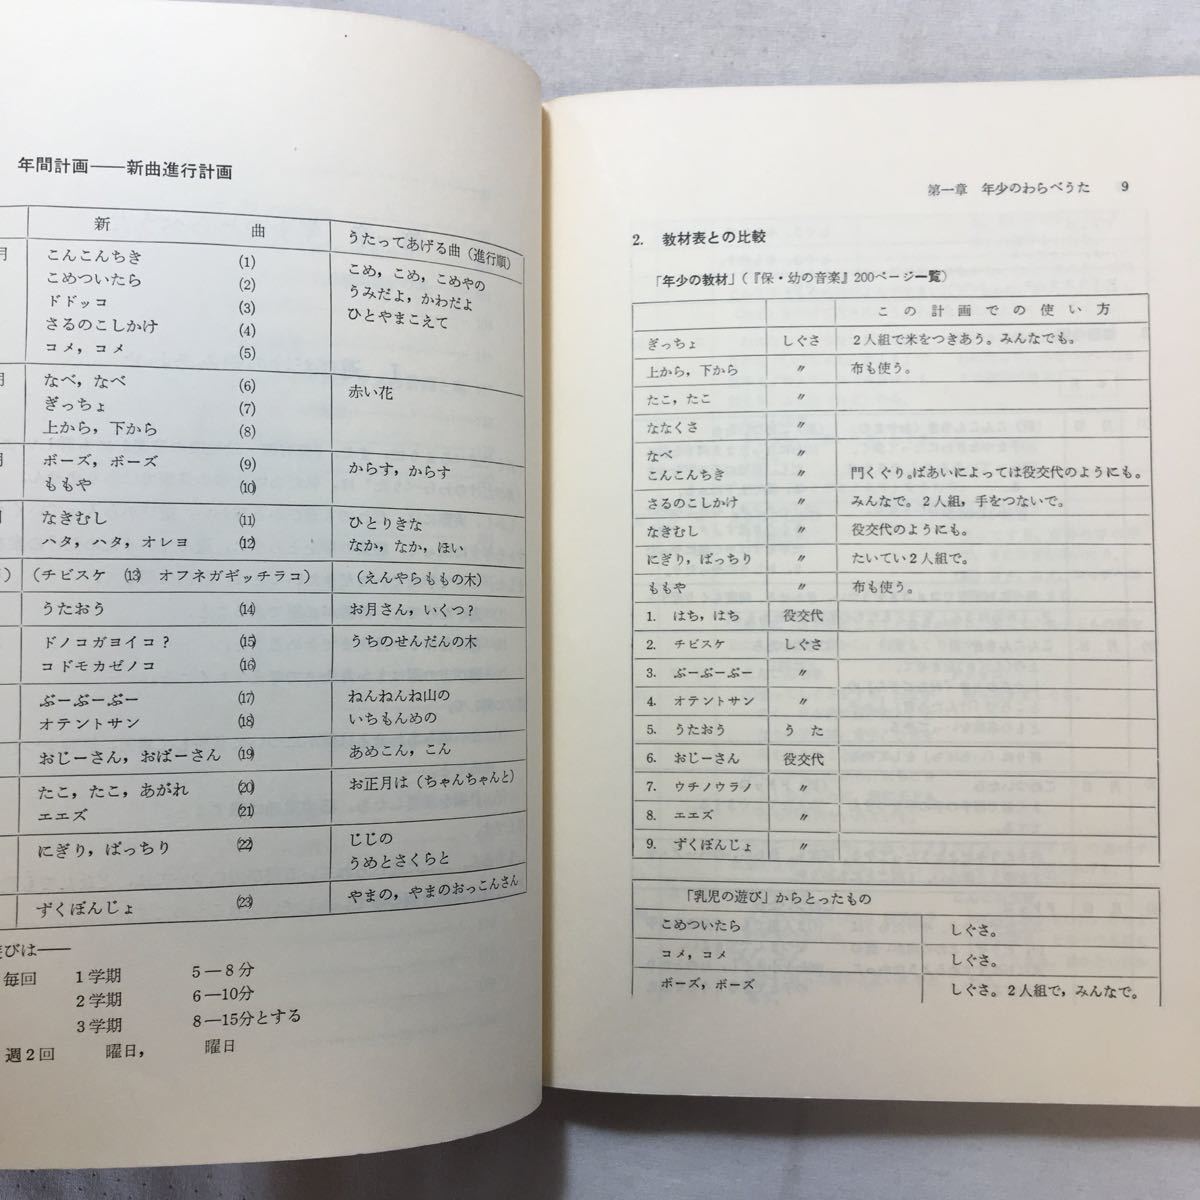 年間計画――新曲進行計画
新曲 うたってあげる曲(進行順)
月 こんこんちき (1) こめ，こめ，こめやの
こめついたら (2) うみだよ，かわだよ
ドドッコ (3) ひとやまこえて
さるのこしかけ (4)
コメ，コメ (5)
月 なべ，なべ (6) 赤い花
ぎっちょ (7)
上から，下から (8)
月 ボーズ，ボーズ (9) からす，からす
ももや (10)
なきむし (11) ひとりきな
ハタ，ハタ，オレヨ (12) なか，なか，ほい
(チビスケ (13) オフネガギッチラコ) (えんやらももの木)
うたおう (14) お月さん，いくつ?
ドノコガヨイコ? (15) うちのせんだんの木
コドモカゼノコ (16)
ぶーぶーぶー (17) ねんねんね山の
オテントサン (18) いちもんめの
おじーさん，おばーさん (19) あめこん，こん
たこ，たこ，あがれ (20) お正月は(ちゃんちゃんと)
エエズ (21)
にぎり，ぱっちり (22) じじの
うめとさくらと
ずくぼんじょ (23) やまの，やまのおっこんさん
びは――
毎回 1学期 5―8分
2学期 6―10分
3学期 8―15分とする
週2回 曜日， 曜日
第一章 年少のわらべうた 9
2. 教材表との比較
「年少の教材」(『保・幼の音楽』200ページ一覧)
この計画での使い方
ぎっちょ しぐさ 2人組で米をつきあう。みんなでも。
上から，下から 〃 布も使う。
たこ，たこ 〃
ななくさ 〃
なべ 〃
こんこんちき 〃 門くぐり。ばあいによっては役交代のようにも。
さるのこしかけ 〃 みんなで。2人組，手をつないで。
なきむし 〃 役交代のようにも。
にぎり，ぱっちり 〃 たいてい2人組で。
ももや 〃 布も使う。
1. はち，はち 役交代
2. チビスケ しぐさ
3. ぶーぶーぶー 〃
4. オテントサン 〃
5. うたおう うた
6. おじーさん 役交代
7. ウチノウラノ 〃
8. エエズ 〃
9. ずくぼんじょ 〃
「乳児の遊び」からとったもの
こめついたら しぐさ。
コメ，コメ しぐさ。
ボーズ，ボーズ しぐさ。2人組で，みんなで。